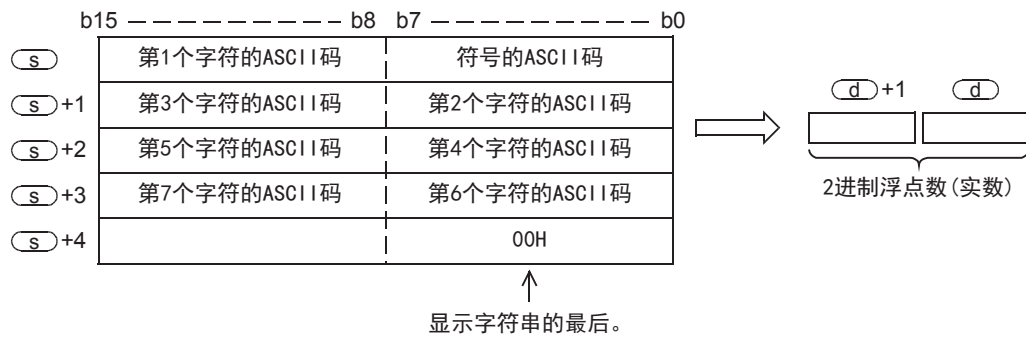 b15 — — — — — — — b8 b7 — — — — — — — b0
s 第1个字符的ASCII码 符号的ASCII码
s+1 第3个字符的ASCII码 第2个字符的ASCII码
s+2 第5个字符的ASCII码 第4个字符的ASCII码
s+3 第7个字符的ASCII码 第6个字符的ASCII码
s+4 00H
显示字符串的最后。
d+1 d
2进制浮点数(实数)